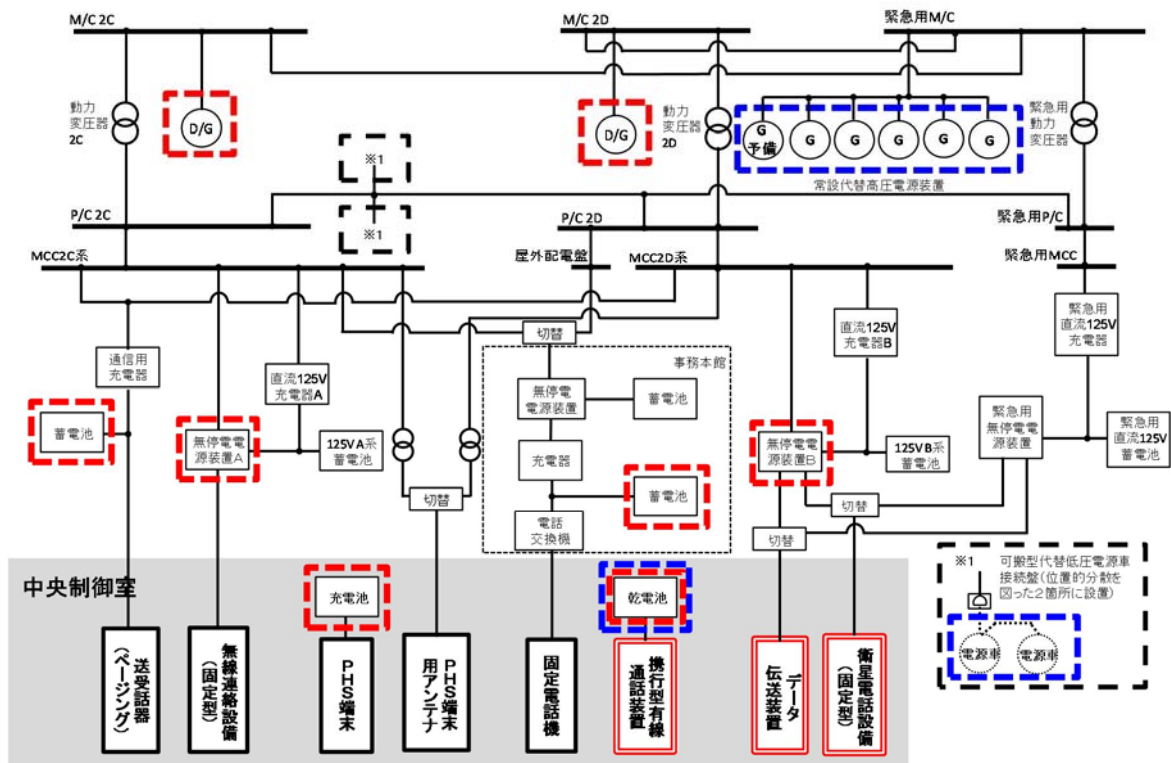 M/C 2C
M/C 2D
緊急用M/C
動力
変圧器
2C
D/G
D/G
動力
変圧器
2D
G
予備
G
G
G
G
G
緊急用
動力
変圧器
常設代替高圧電源装置
※1
※1
P/C 2C
P/C 2D
緊急用P/C
MCC2C系
屋外配電盤
MCC2D系
緊急用MCC
通信用
充電器
直流125V
充電器A
切替
事務本館
直流125V
充電器B
緊急用
直流125V
充電器
蓄電池
無停電電
源装置A
125V A系
蓄電池
無停電
電源装置
蓄電池
充電器
蓄電池
電話
交換機
切替
無停電電
源装置B
125V B系
蓄電池
緊急用
無停電電
源装置
緊急用
直流125V
蓄電池
切替
切替
中央制御室
充電池
乾電池
送受話器
(ページング)
無線連絡設備
(固定型)
PHS端末
PHS端末
用アンテナ
固定電話機
携行型有線
通話装置
データ
伝送装置
衛星電話設備
(固定型)
※1 可搬型代替低圧電源車
接続盤(位置的分散を
図った2箇所に設置)
電源車
電源車